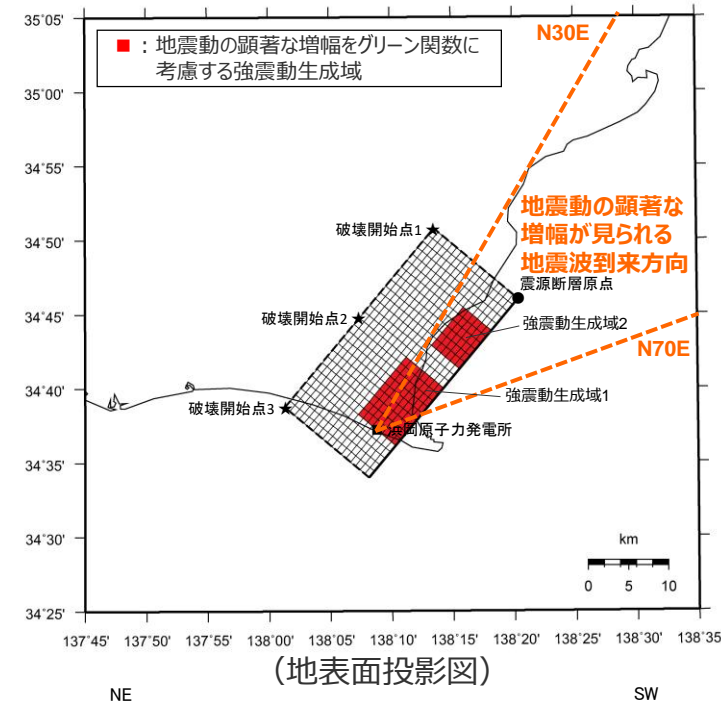 35°05'
N30E
■：地震動の顕著な増幅をグリーン関数に
考慮する強震動生成域
35°00'
34°55'
地震動の顕著な
増幅が見られる
地震波到来方向
34°50'
破壊開始点1
震源断層原点
34°45'
破壊開始点2
強震動生成域2
N70E
34°40'
強震動生成域1
破壊開始点3
浜岡原子力発電所
34°35'
km
34°30'
0 5 10
34°25'
137°45' 137°50' 137°55' 138°00' 138°05' 138°10' 138°15' 138°20' 138°25' 138°30' 138°35'
（地表面投影図）
NE SW